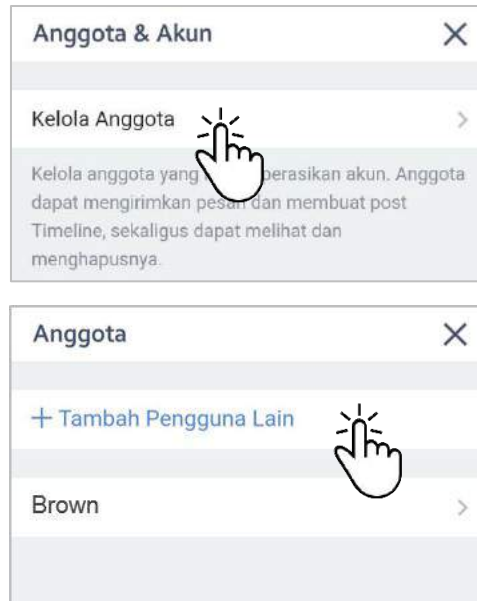 Anggota & Akun
Kelola Anggota
Kelola anggota yang perasikan akun. Anggota
dapat mengirimkan pesan dan membuat post
Timeline, sekaligus dapat melihat dan
menghapusnya.
Anggota
+ Tambah Pengguna Lain
Brown